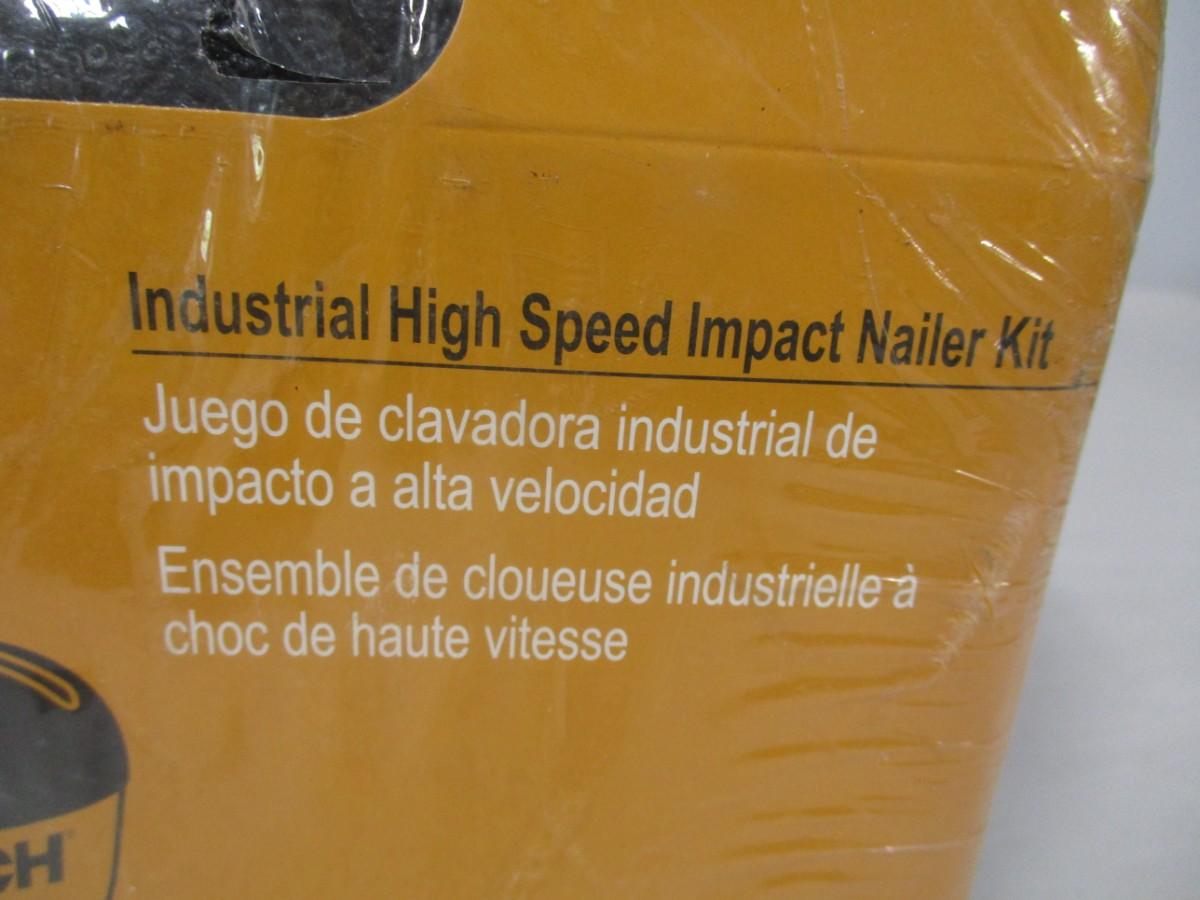 Industrial High Speed Impact Nailer Kit
Juego de clavadora industrial de
impacto a alta velocidad
Ensemble de cloueuse industrielle à
choc de haute vitesse
CH